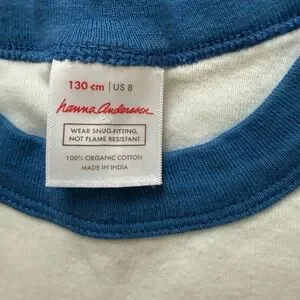 130 cm | US 8
hanna Andersson
WEAR SNUG-FITTING,
NOT FLAME RESISTANT
100% ORGANIC COTTON
MADE IN INDIA